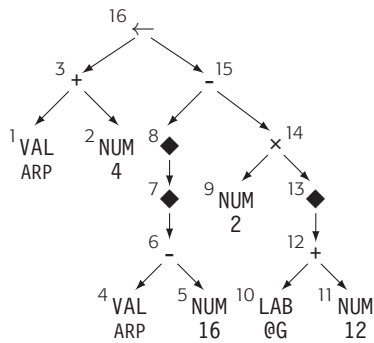 16 ←
3 + - 15
1 VAL 2 NUM 8 ◆ × 14
ARP 4
7 ◆ 9 NUM 13 ◆
2
6 - 12 +
4 VAL 5 NUM 10 LAB 11 NUM
ARP 16 @G 12